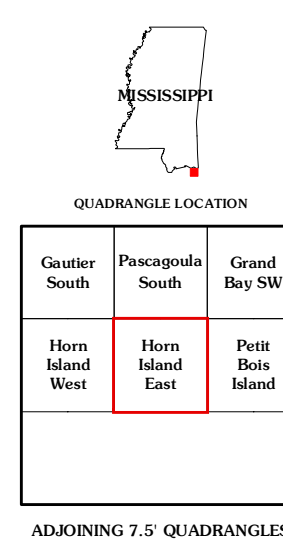 MISSISSIPPI
QUADRANGLE LOCATION
Gautier
South
Pascagoula
South
Grand
Bay SW
Horn
Island
West
Horn
Island
East
Petit
Bois
Island
ADJOINING 7.5' QUADRANGLES